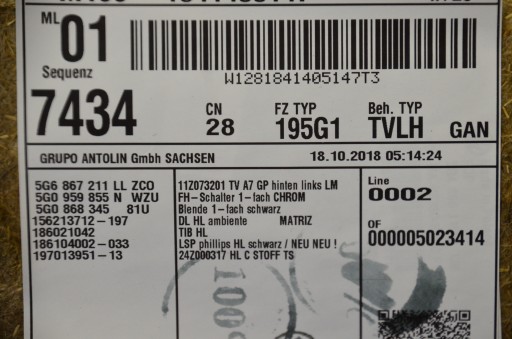 ML
01
Sequenz
W1281841405147T3
7434
CN
28
FZ TYP
195G1
Beh. TYP
TVLH
GAN
GRUPO ANTOLIN GmbH SACHSEN
18.10.2018 05:14:24
5G6 867 211 LL ZCO
5G0 959 855 N WZU
5G0 868 345 81U
156213712-197
186021042
186104002-033
197013951-13
11Z073201 TV A7 GP hinten links LM
FH-Schalter 1-fach CHROM
Blende 1-fach schwarz
DL HL ambiente MATRIZ
TIB HL
LSP phillips HL schwarz / NEU NEU !
24Z000317 HL C STOFF TS
Line
0002
OF
000005023414